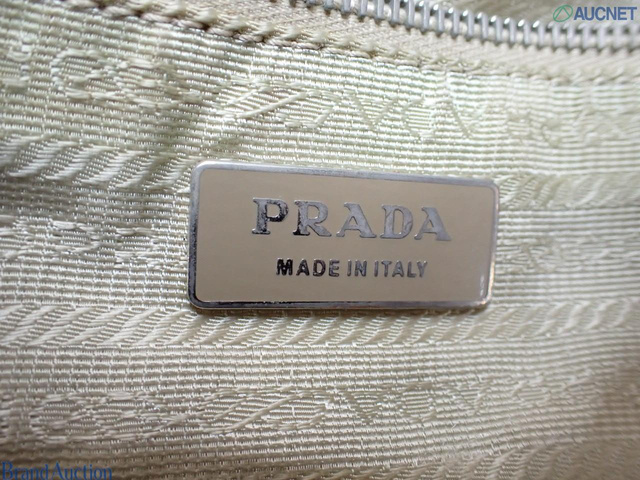 AUCNET
PRADA
MADE IN ITALY
Brand Auction